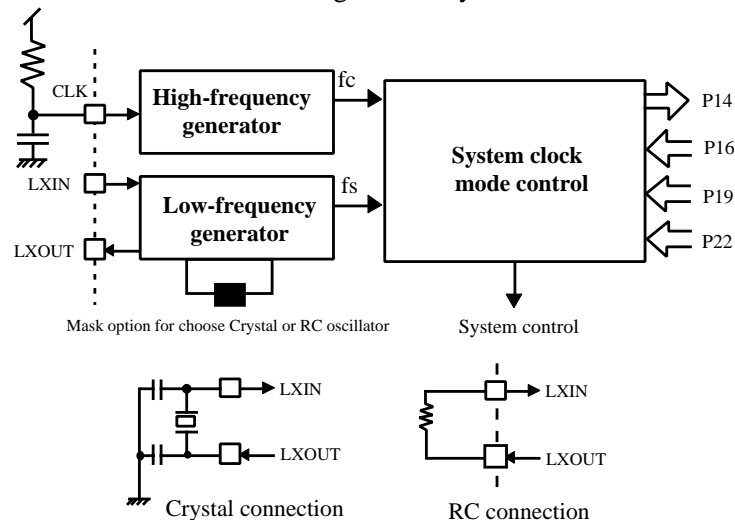 CLK
High-frequency
generator
fc
System clock
mode control
P14
P16
P19
P22
LXIN
LXOUT
Low-frequency
generator
fs
Mask option for choose Crystal or RC oscillator
System control
LXIN
LXOUT
Crystal connection
LXIN
LXOUT
RC connection